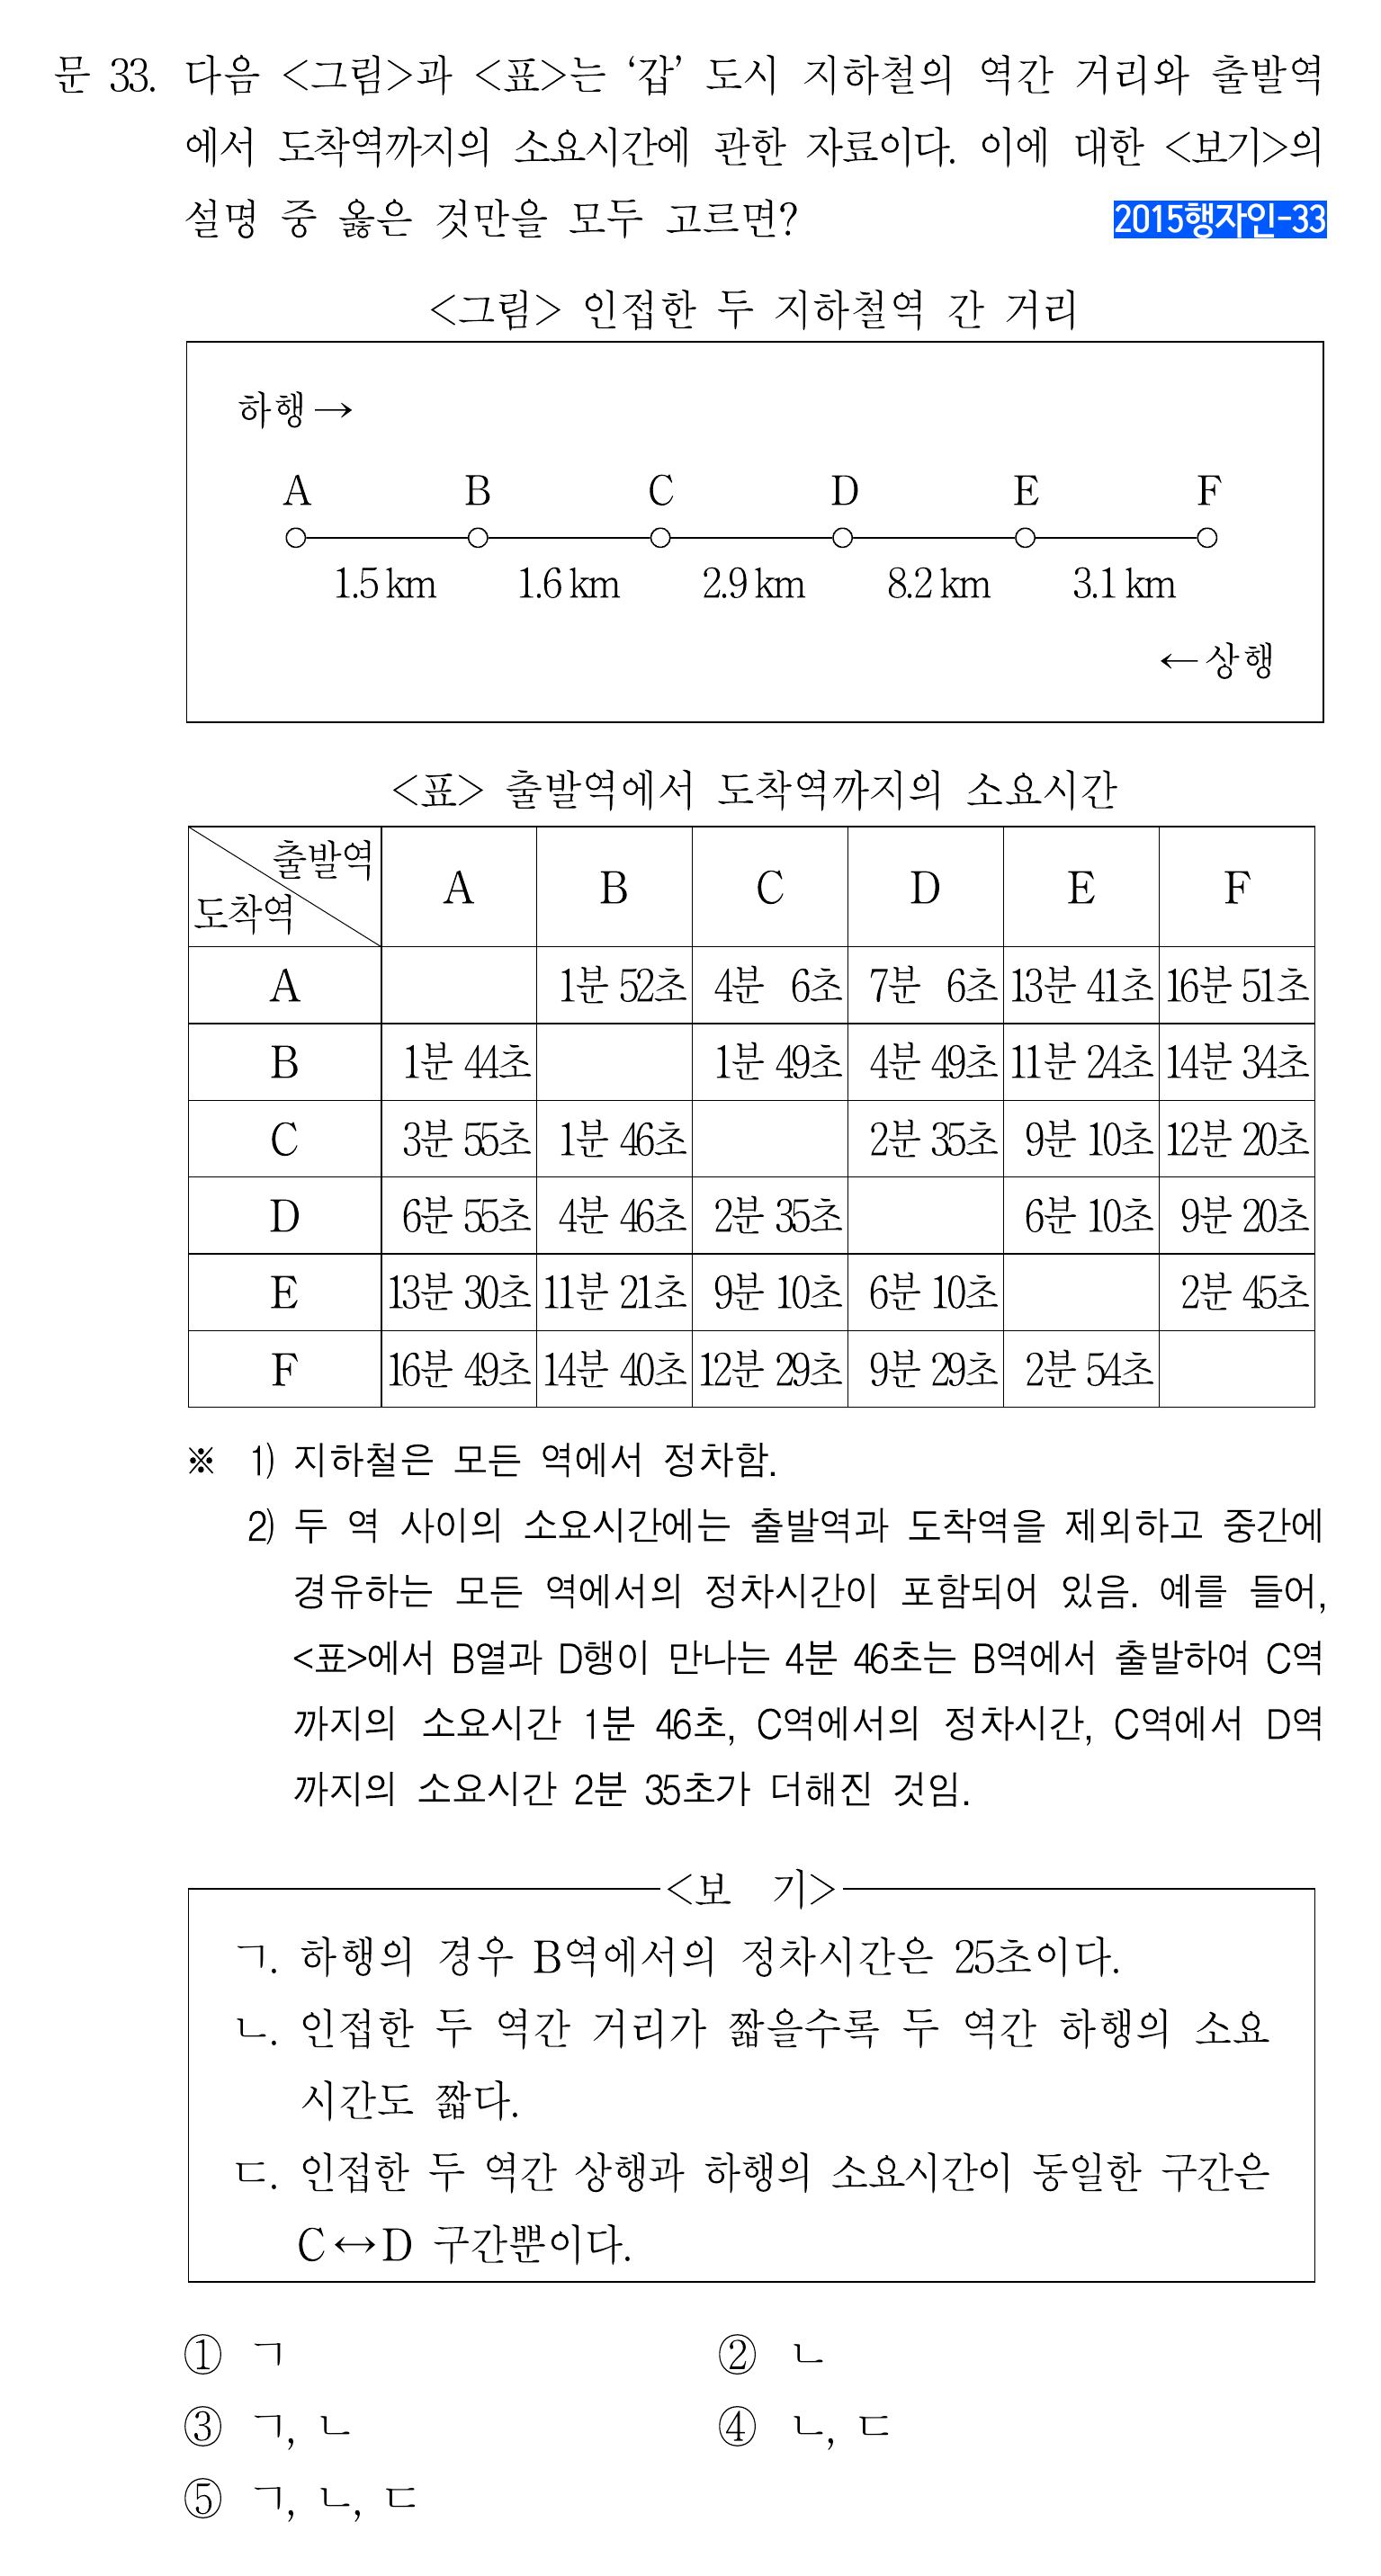 문 33. 다음 <그림>과 <표>는 ‘갑’ 도시 지하철의 역간 거리와 출발역
에서 도착역까지의 소요시간에 관한 자료이다. 이에 대한 <보기>의
설명 중 옳은 것만을 모두 고르면? 2015행자인-33
<그림> 인접한 두 지하철역 간 거리
하행→
A B C D E F
1.5 km 1.6 km 2.9 km 8.2 km 3.1 km
←상행
<표> 출발역에서 도착역까지의 소요시간
출발역
도착역 A B C D E F
A 1분 52초 4분 6초 7분 6초 13분 41초 16분 51초
B 1분 44초 1분 49초 4분 49초 11분 24초 14분 34초
C 3분 55초 1분 46초 2분 35초 9분 10초 12분 20초
D 6분 55초 4분 46초 2분 35초 6분 10초 9분 20초
E 13분 30초 11분 21초 9분 10초 6분 10초 2분 45초
F 16분 49초 14분 40초 12분 29초 9분 29초 2분 54초
※ 1) 지하철은 모든 역에서 정차함.
2) 두 역 사이의 소요시간에는 출발역과 도착역을 제외하고 중간에
경유하는 모든 역에서의 정차시간이 포함되어 있음. 예를 들어,
<표>에서 B열과 D행이 만나는 4분 46초는 B역에서 출발하여 C역
까지의 소요시간 1분 46초, C역에서의 정차시간, C역에서 D역
까지의 소요시간 2분 35초가 더해진 것임.
<보 기>
ㄱ. 하행의 경우 B역에서의 정차시간은 25초이다.
ㄴ. 인접한 두 역간 거리가 짧을수록 두 역간 하행의 소요
시간도 짧다.
ㄷ. 인접한 두 역간 상행과 하행의 소요시간이 동일한 구간은
C↔D 구간뿐이다.
① ㄱ ② ㄴ
③ ㄱ, ㄴ ④ ㄴ, ㄷ
⑤ ㄱ, ㄴ, ㄷ